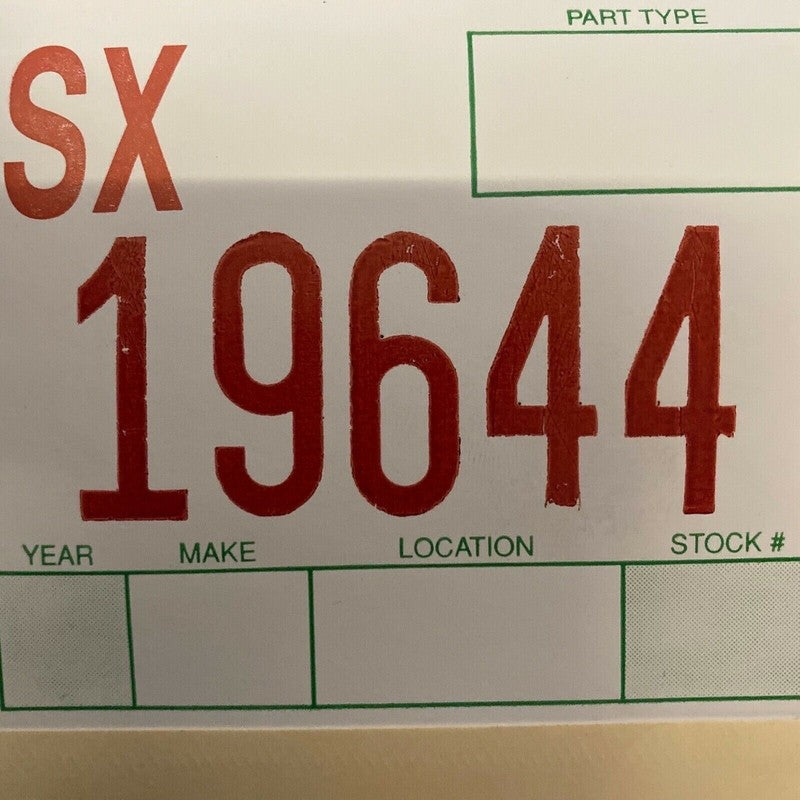 PART TYPE
SX
19644
YEAR MAKE LOCATION STOCK #